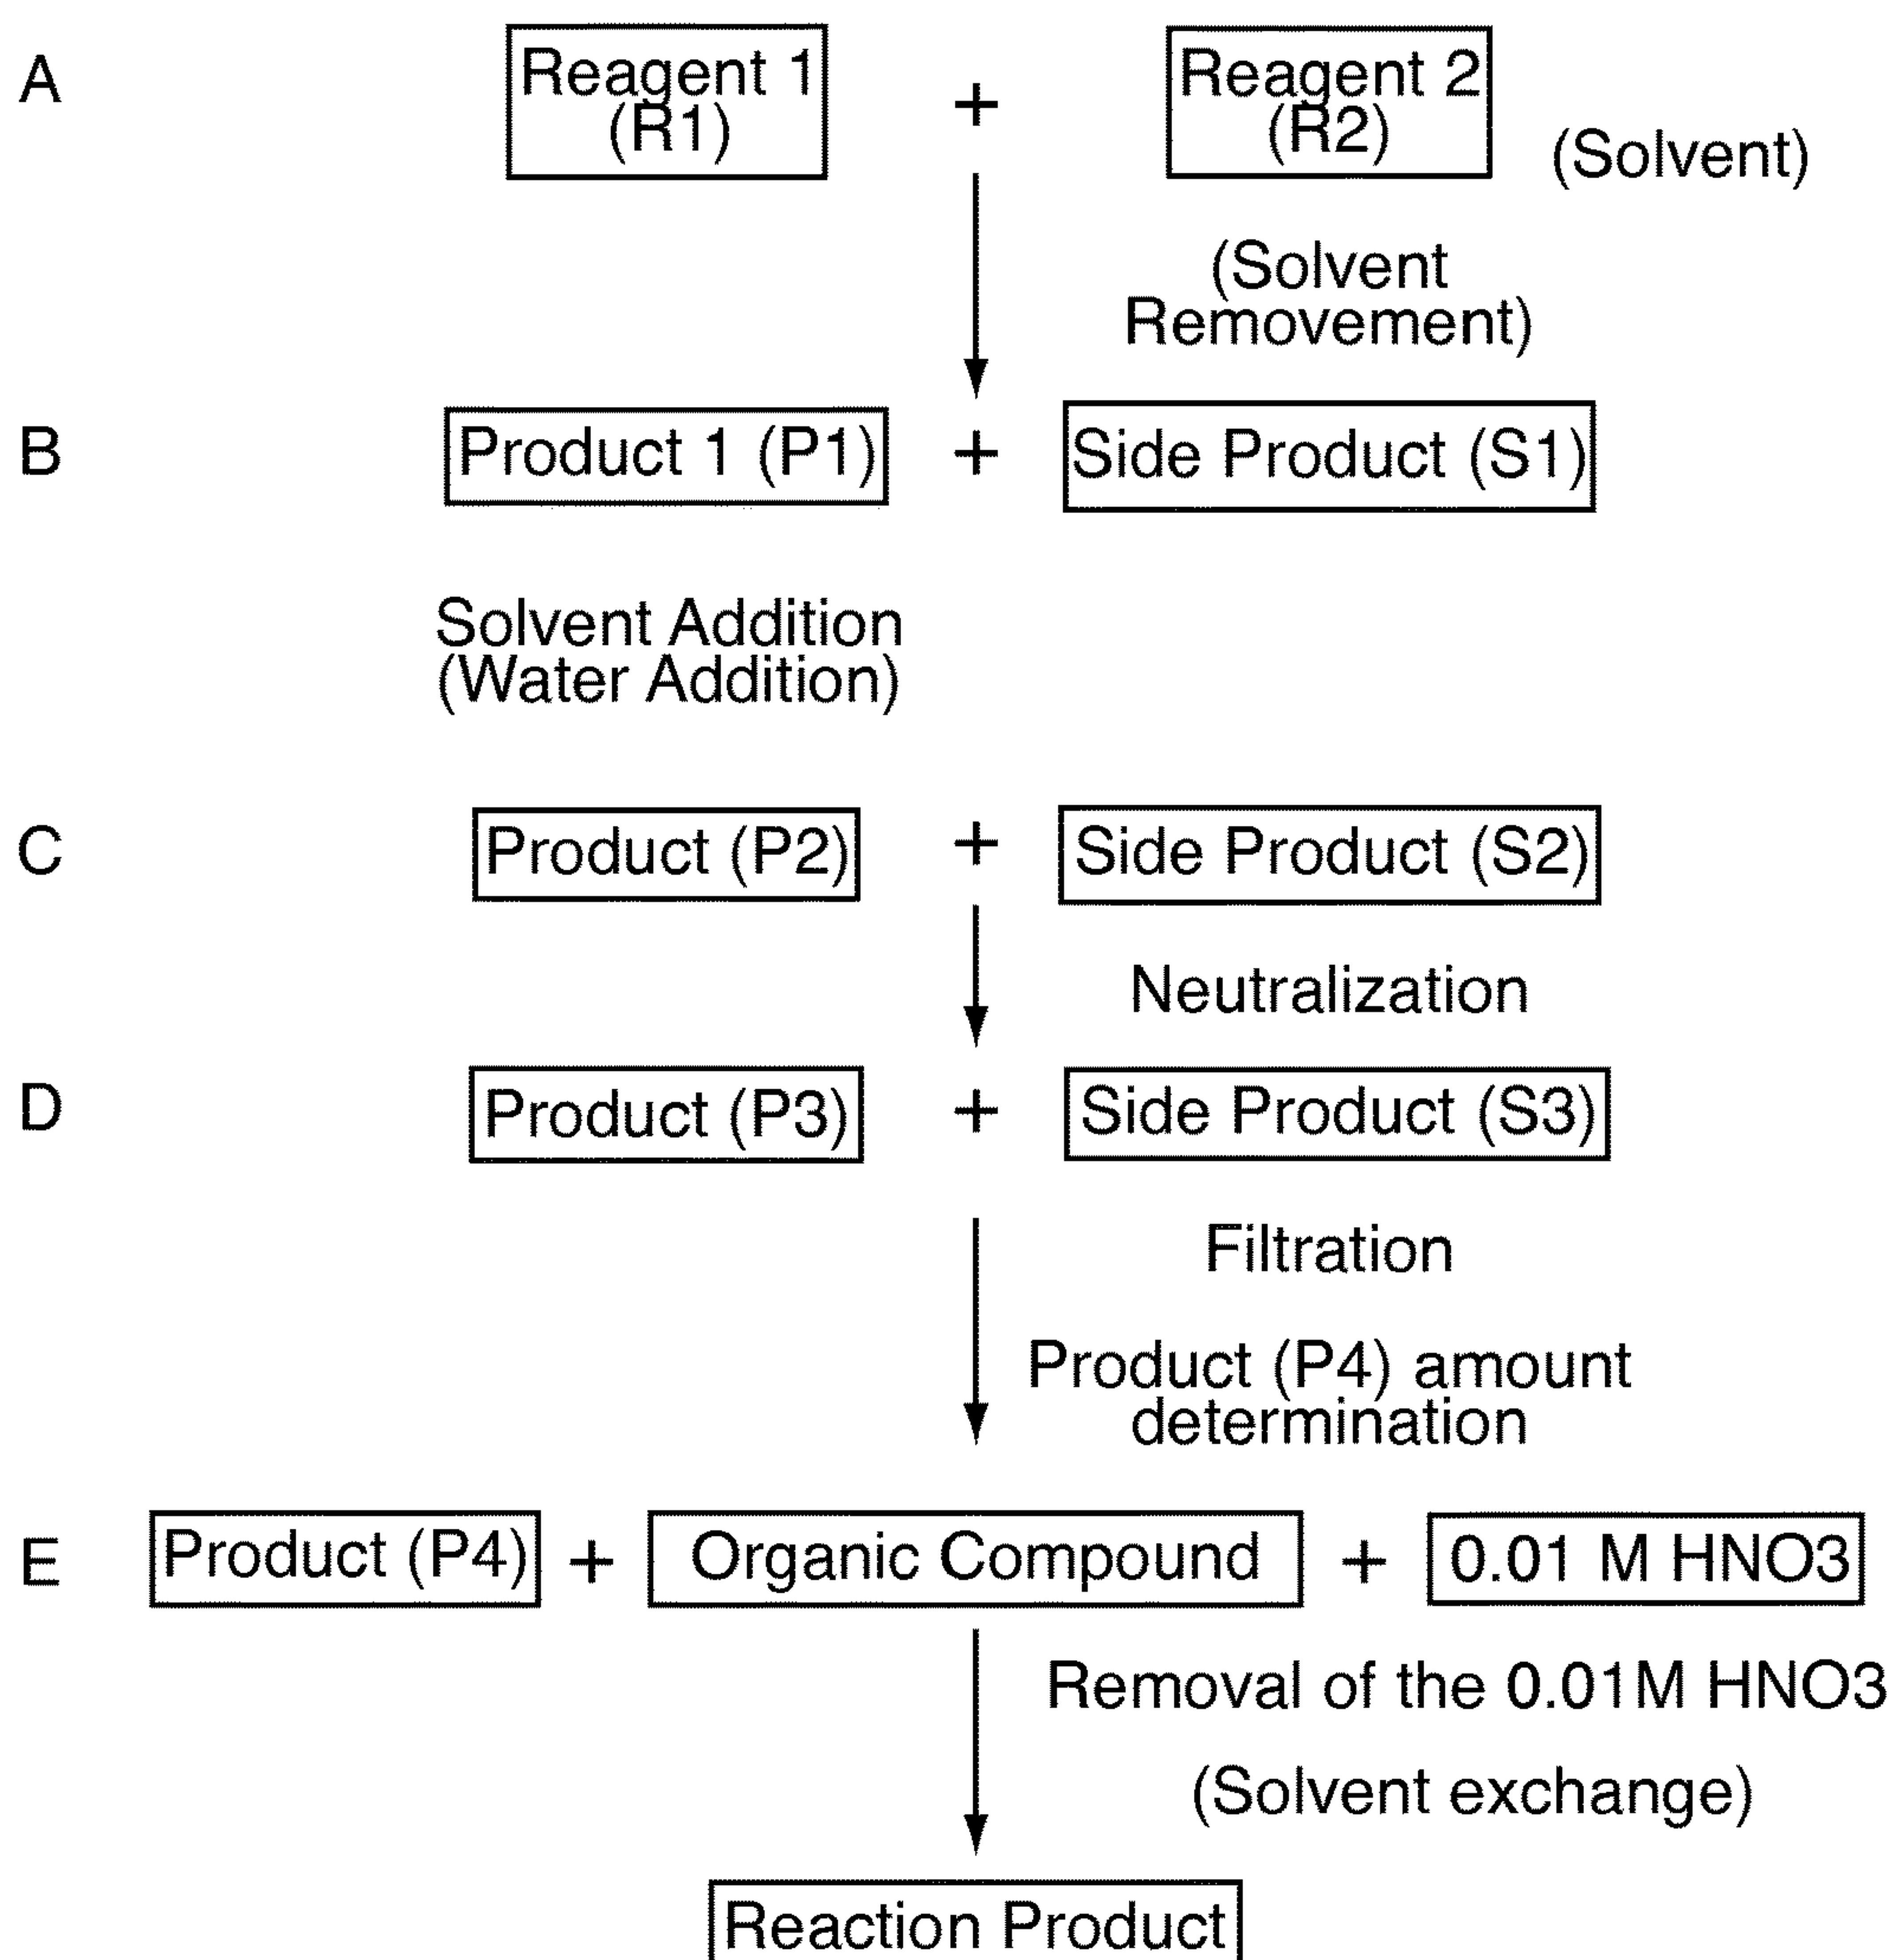 A
Reagent 1
(R1)
+
Reagent 2
(R2)
(Solvent)
(Solvent
Removement)
B
Product 1 (P1)
+
Side Product (S1)
Solvent Addition
(Water Addition)
C
Product (P2)
+
Side Product (S2)
Neutralization
D
Product (P3)
+
Side Product (S3)
Filtration
Product (P4) amount
determination
E
Product (P4)
+
Organic Compound
+
0.01 M HNO3
Removal of the 0.01M HNO3
(Solvent exchange)
Reaction Product